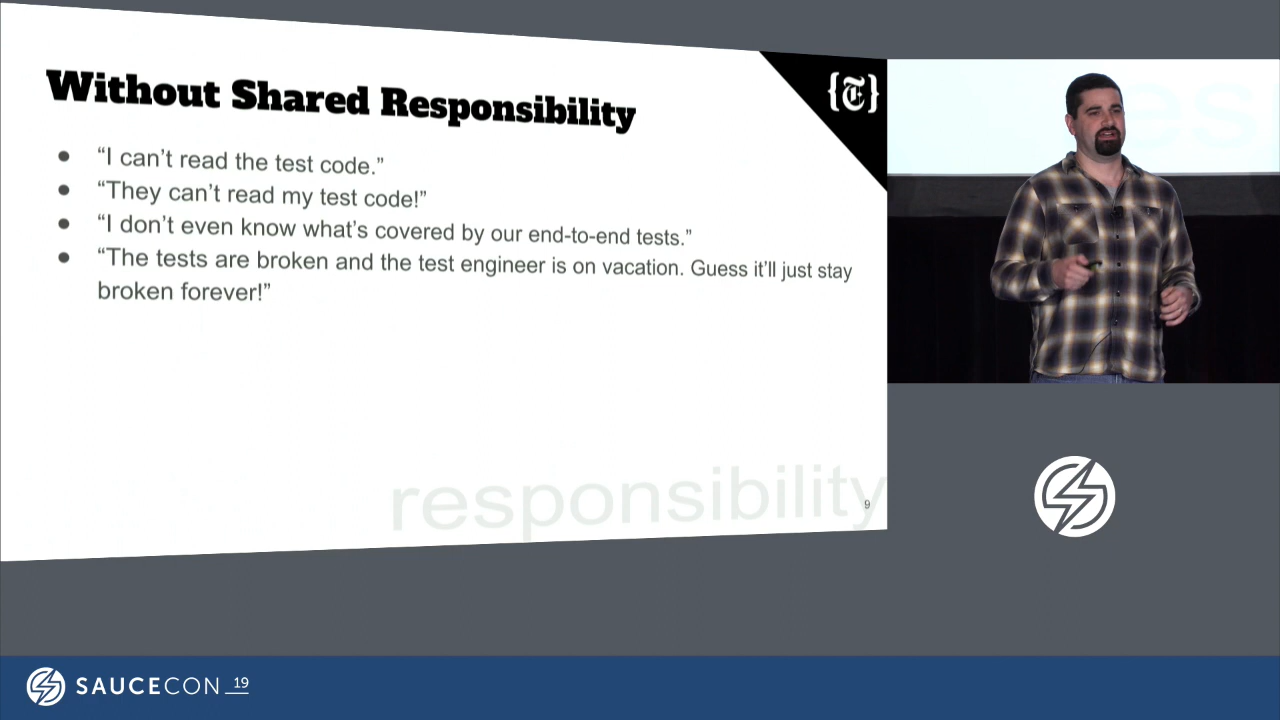 Without Shared Responsibility
● “I can’t read the test code.”
● “They can’t read my test code!”
● “I don’t even know what’s covered by our end-to-end tests.”
● “The tests are broken and the test engineer is on vacation. Guess it’ll just stay
broken forever!”
responsibility
9
{T}
es
SAUCECON_19